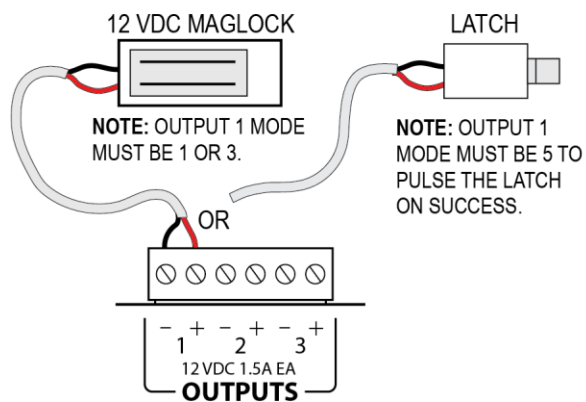 12 VDC MAGLOCK
LATCH
NOTE: OUTPUT 1 MODE
MUST BE 1 OR 3.
NOTE: OUTPUT 1
MODE MUST BE 5 TO
PULSE THE LATCH
ON SUCCESS.
OR
− + − + − +
1 2 3
12 VDC 1.5A EA
OUTPUTS